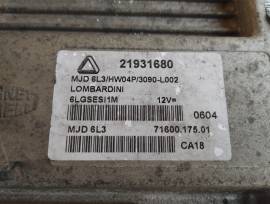 21931680
MJD 6L3/HW04P/3090-L002
LOMBARDINI
6LGSESI1M 12V=
0604
MJD 6L3 71600.175.01
CA18